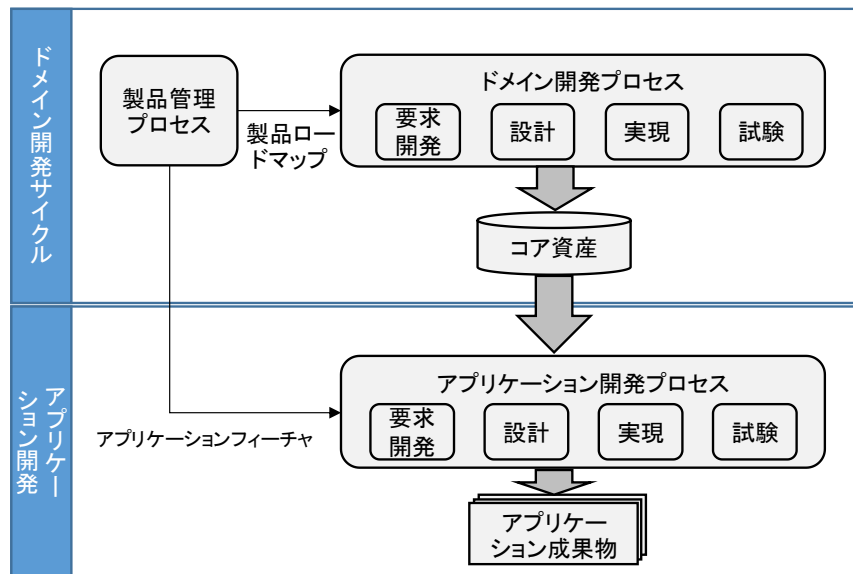 ドメイン開発サイクル
製品管理
プロセス
製品ロー
ドマップ
ドメイン開発プロセス
要求
開発
設計
実現
試験
コア資産
アプリケー
ション開発
アプリケーションフィーチャ
アプリケーション開発プロセス
要求
開発
設計
実現
試験
アプリケー
ション成果物